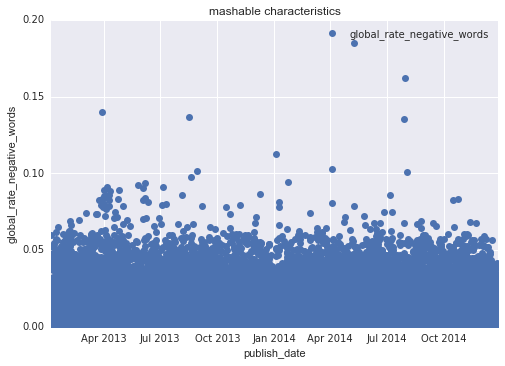 mashable characteristics
0.20
global_rate_negative_words
0.15
0.10
0.05
0.00
global_rate_negative_words
Apr 2013 Jul 2013 Oct 2013 Jan 2014 Apr 2014 Jul 2014 Oct 2014
publish_date